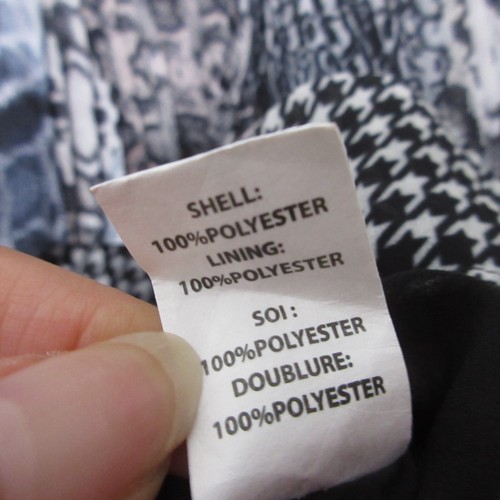 SHELL:
100%POLYESTER
LINING:
100%POLYESTER
SOI :
100%POLYESTER
DOUBLURE:
100%POLYESTER